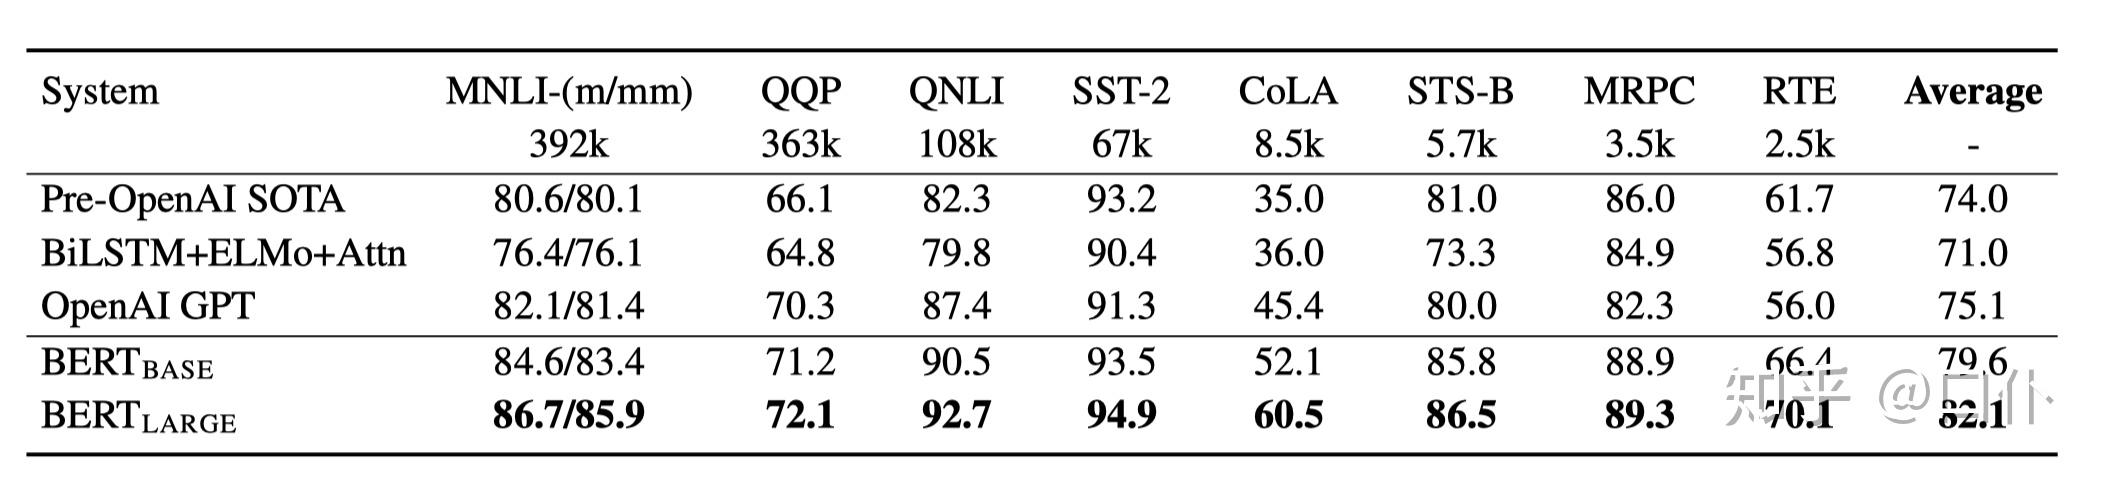 System MNLI-(m/mm) QQP QNLI SST-2 CoLA STS-B MRPC RTE Average
392k 363k 108k 67k 8.5k 5.7k 3.5k 2.5k -
Pre-OpenAI SOTA 80.6/80.1 66.1 82.3 93.2 35.0 81.0 86.0 61.7 74.0
BiLSTM+ELMo+Attn 76.4/76.1 64.8 79.8 90.4 36.0 73.3 84.9 56.8 71.0
OpenAI GPT 82.1/81.4 70.3 87.4 91.3 45.4 80.0 82.3 56.0 75.1
BERTBASE 84.6/83.4 71.2 90.5 93.5 52.1 85.8 88.9 66.4 79.6
BERTLARGE 86.7/85.9 72.1 92.7 94.9 60.5 86.5 89.3 70.1 82.1
知乎 @口仆